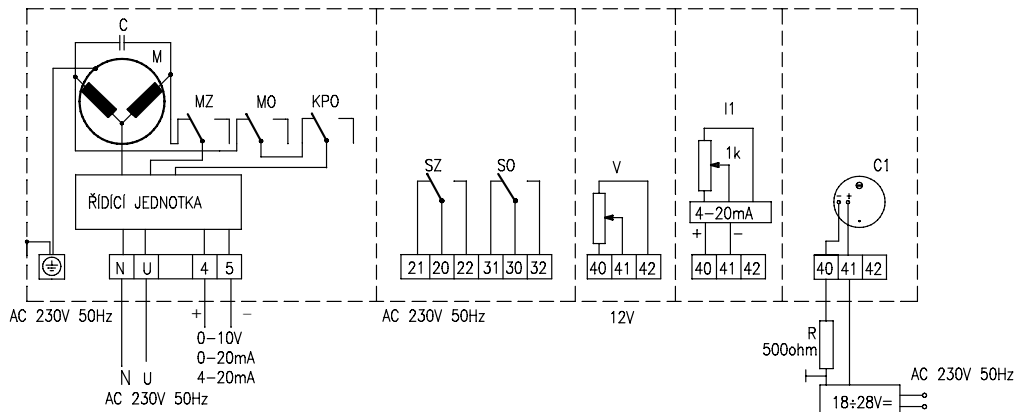 C
M
MZ
MO
KPO
ŘÍDÍCÍ JEDNOTKA
N U 4 5
AC 230V 50Hz
+ −
0–10V
0–20mA
4–20mA
N U
AC 230V 50Hz
SZ
SO
21 20 22 31 30 32
AC 230V 50Hz
V
40 41 42
12V
I1
1k
4–20mA
+ −
40 41 42
C1
− +
40 41 42
R
500ohm
AC 230V 50Hz
18÷28V=